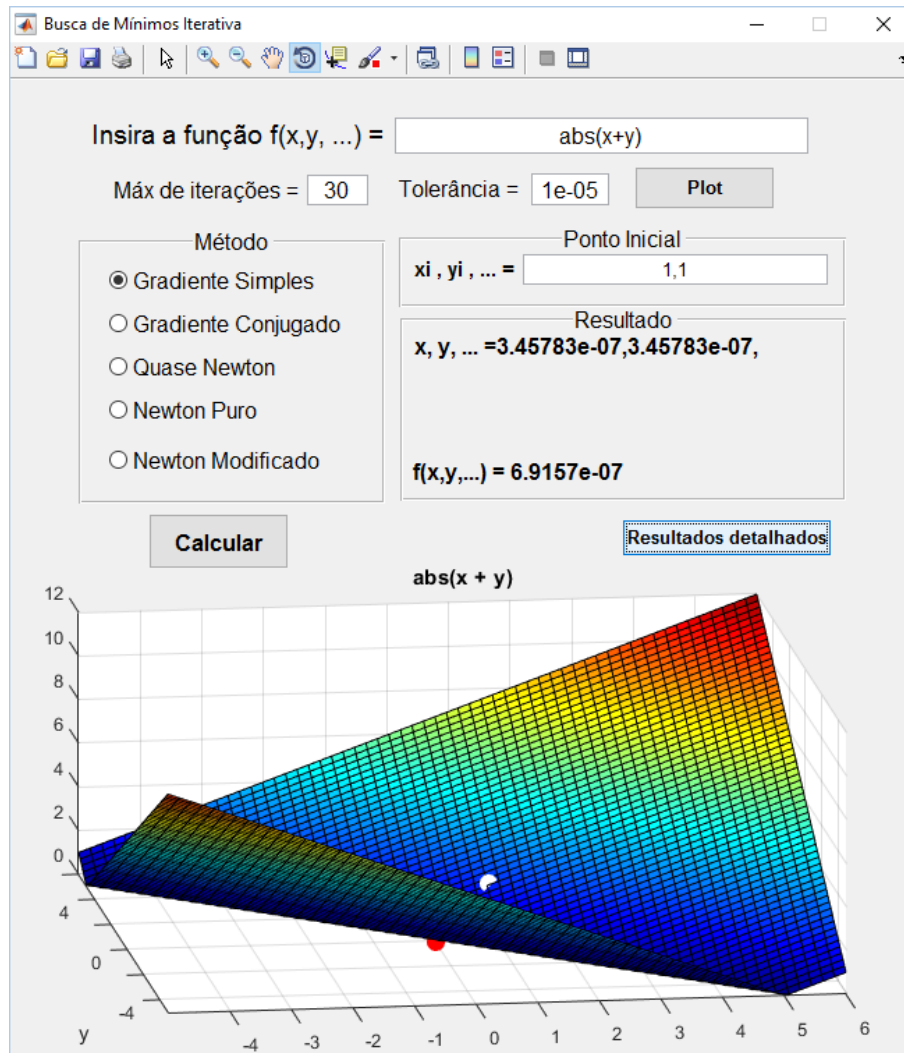 Busca de Mínimos Iterativa
Insira a função f(x,y, ...) = abs(x+y)
Máx de iterações = 30 Tolerância = 1e-05 Plot
Método
Gradiente Simples
Gradiente Conjugado
Quase Newton
Newton Puro
Newton Modificado
Ponto Inicial
xi , yi , ... = 1,1
Resultado
x, y, ... =3.45783e-07,3.45783e-07,
f(x,y,...) = 6.9157e-07
Calcular
Resultados detalhados
abs(x + y)
12
10
8
6
4
2
0
4
0
-4
y
-4 -3 -2 -1 0 1 2 3 4 5 6